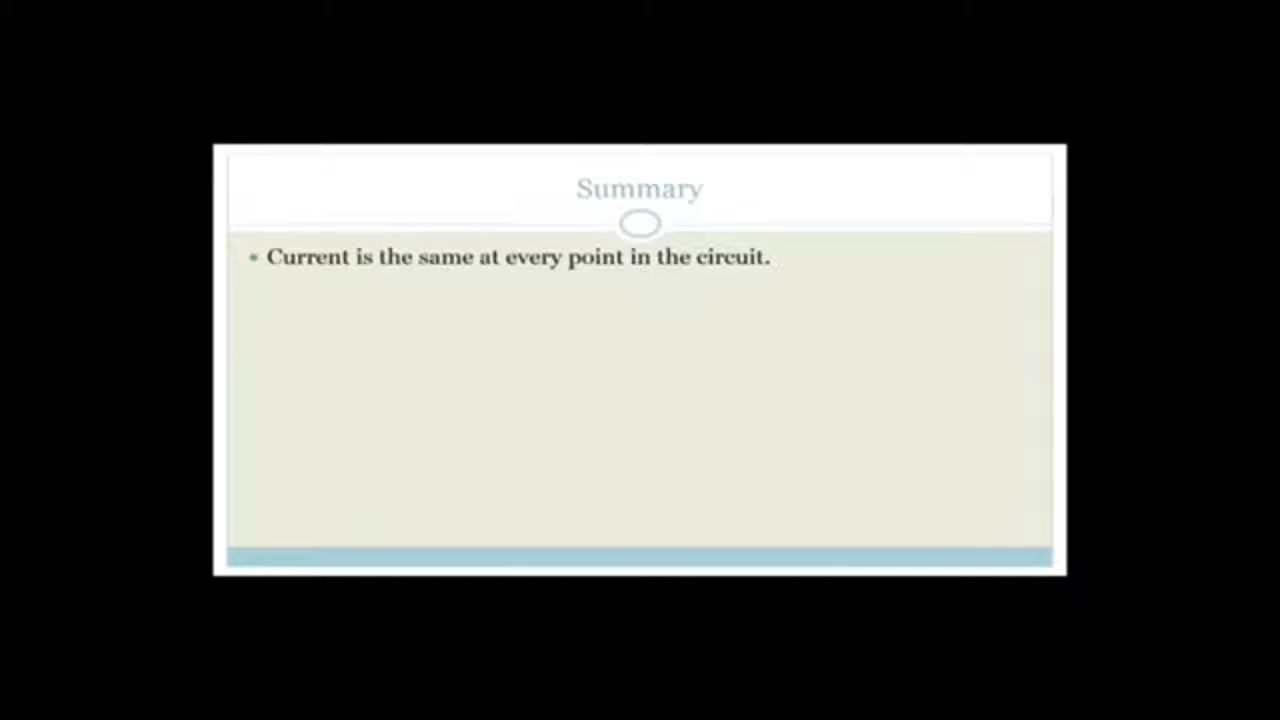 Summary
• Current is the same at every point in the circuit.